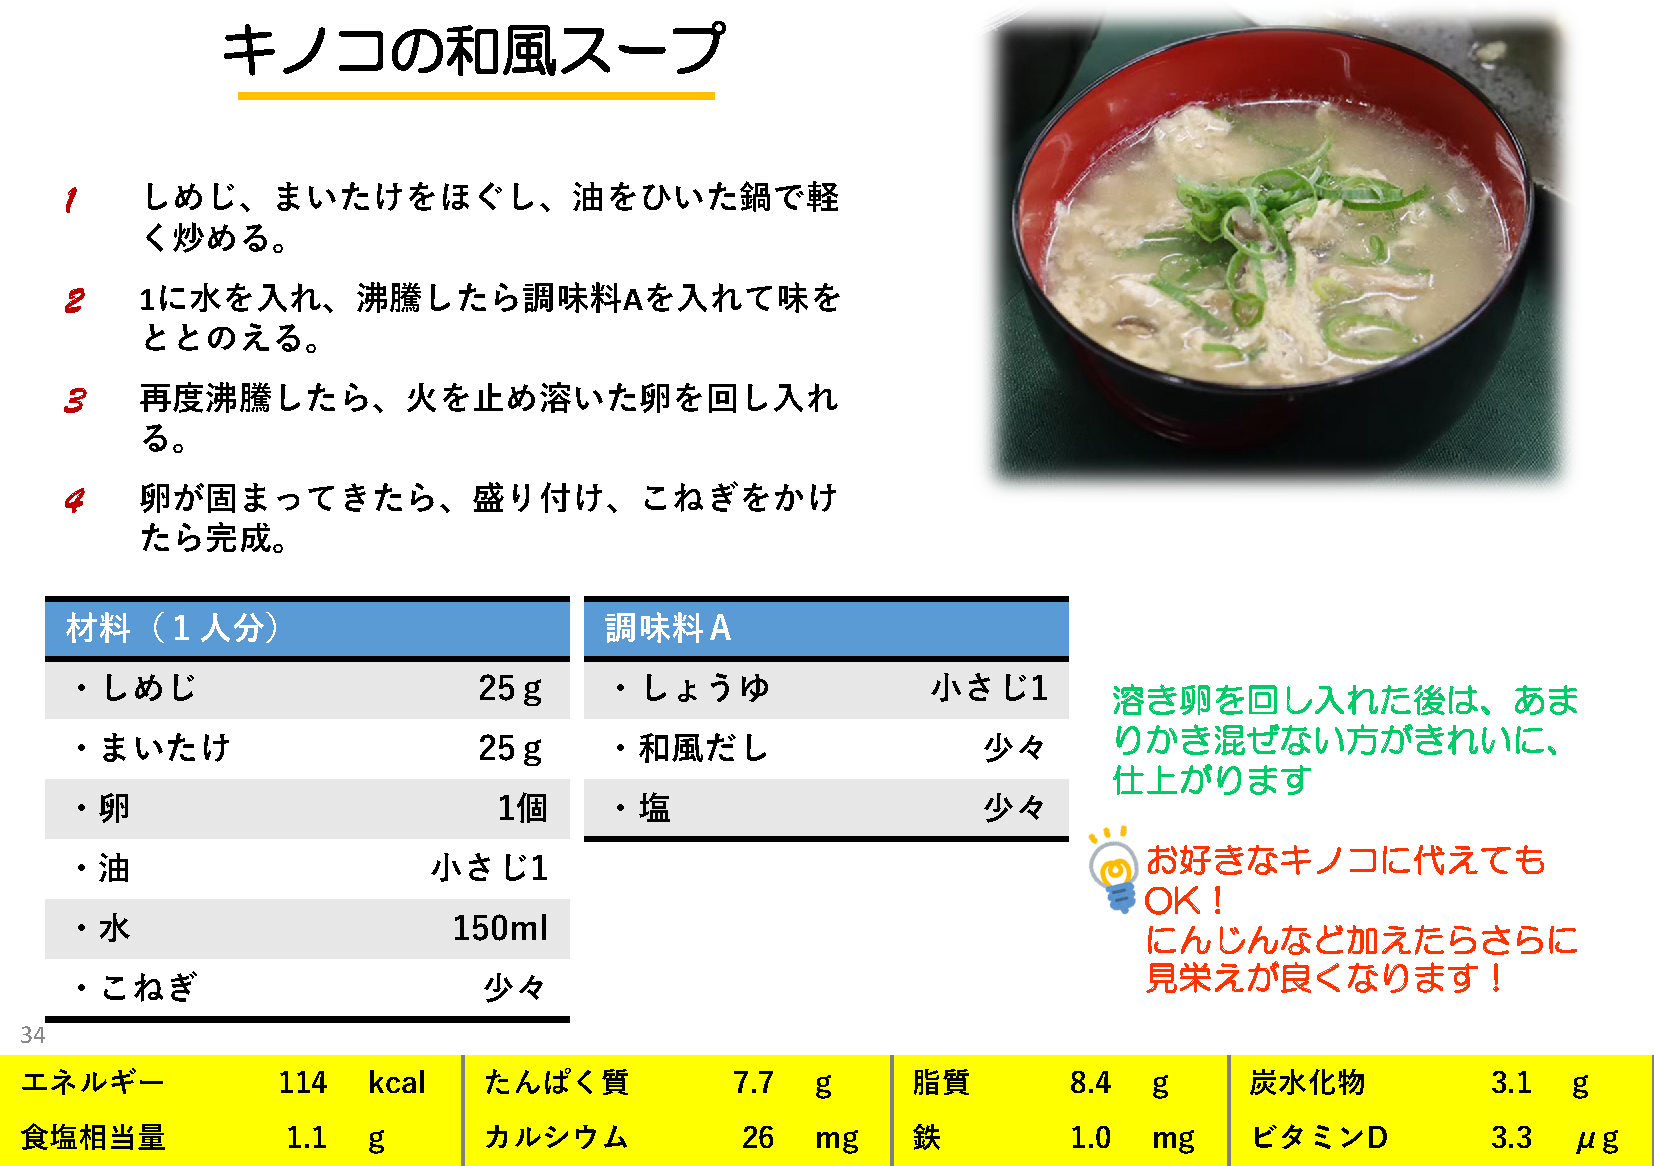 キノコの和風スープ
1 しめじ、まいたけをほぐし、油をひいた鍋で軽
く炒める。
2 1に水を入れ、沸騰したら調味料Aを入れて味を
ととのえる。
3 再度沸騰したら、火を止め溶いた卵を回し入れ
る。
4 卵が固まってきたら、盛り付け、こねぎをかけ
たら完成。
材料（１人分）
・しめじ 25ｇ
・まいたけ 25ｇ
・卵 1個
・油 小さじ1
・水 150ml
・こねぎ 少々
調味料Ａ
・しょうゆ 小さじ1
・和風だし 少々
・塩 少々
溶き卵を回し入れた後は、あま
りかき混ぜない方がきれいに、
仕上がります
お好きなキノコに代えても
OK！
にんじんなど加えたらさらに
見栄えが良くなります！
34
エネルギー 114 kcal たんぱく質 7.7 g 脂質 8.4 g 炭水化物 3.1 g
食塩相当量 1.1 g カルシウム 26 mg 鉄 1.0 mg ビタミンD 3.3 μg